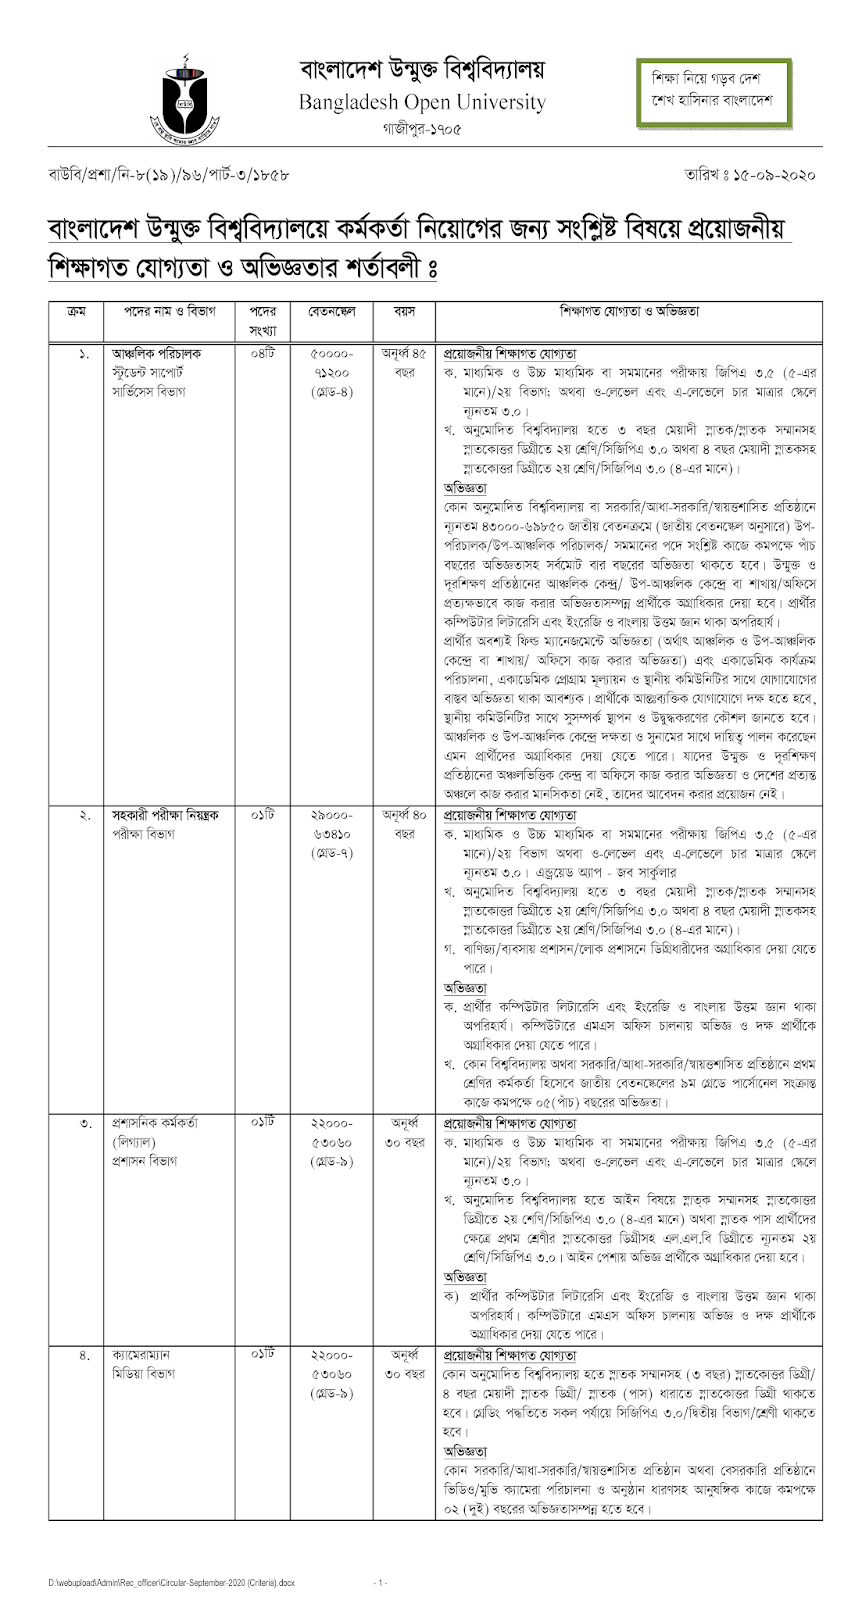 বাংলাদেশ উন্মুক্ত বিশ্ববিদ্যালয়
Bangladesh Open University
গাজীপুর-১৭০৫
শিক্ষা নিয়ে গড়ব দেশ
শেখ হাসিনার বাংলাদেশ
বাউবি/প্রশা/নি-৮(১৯)/৯৬/পার্ট-৩/১৮৫৮
তারিখ ঃ ১৫-০৯-২০২০
বাংলাদেশ উন্মুক্ত বিশ্ববিদ্যালয়ে কর্মকর্তা নিয়োগের জন্য সংশ্লিষ্ট বিষয়ে প্রয়োজনীয়
শিক্ষাগত যোগ্যতা ও অভিজ্ঞতার শর্তাবলী ঃ
ক্রম
পদের নাম ও বিভাগ
পদের
সংখ্যা
বেতনস্কেল
বয়স
শিক্ষাগত যোগ্যতা ও অভিজ্ঞতা
১.
আঞ্চলিক পরিচালক
স্টুডেন্ট সাপোর্ট
সার্ভিসেস বিভাগ
০৪টি
৫০০০০-
৭১২০০
(গ্রেড-৪)
অনূর্ধ্ব ৪৫
বছর
প্রয়োজনীয় শিক্ষাগত যোগ্যতা
ক. মাধ্যমিক ও উচ্চ মাধ্যমিক বা সমমানের পরীক্ষায় জিপিএ ৩.৫ (৫-এর
মানে)/২য় বিভাগ; অথবা ও-লেভেল এবং এ-লেভেলে চার মাত্রার স্কেলে
ন্যূনতম ৩.০।
খ. অনুমোদিত বিশ্ববিদ্যালয় হতে ৩ বছর মেয়াদী স্নাতক/স্নাতক সম্মানসহ
স্নাতকোত্তর ডিগ্রীতে ২য় শ্রেণি/সিজিপিএ ৩.০ অথবা ৪ বছর মেয়াদী স্নাতকসহ
স্নাতকোত্তর ডিগ্রীতে ২য় শ্রেণি/সিজিপিএ ৩.০ (৪-এর মানে)।
অভিজ্ঞতা
কোন অনুমোদিত বিশ্ববিদ্যালয় বা সরকারি/আধা-সরকারি/স্বায়ত্তশাসিত প্রতিষ্ঠানে
ন্যূনতম ৪৩০০০-৬৯৮৫০ জাতীয় বেতনক্রমে (জাতীয় বেতনস্কেল অনুসারে) উপ-
পরিচালক/উপ-আঞ্চলিক পরিচালক/ সমমানের পদে সংশ্লিষ্ট কাজে কমপক্ষে পাঁচ
বছরের অভিজ্ঞতাসহ সর্বমোট বার বছরের অভিজ্ঞতা থাকতে হবে। উন্মুক্ত ও
দূরশিক্ষণ প্রতিষ্ঠানের আঞ্চলিক কেন্দ্র/ উপ-আঞ্চলিক কেন্দ্রে বা শাখায়/অফিসে
প্রত্যক্ষভাবে কাজ করার অভিজ্ঞতাসম্পন্ন প্রার্থীকে অগ্রাধিকার দেয়া হবে। প্রার্থীর
কম্পিউটার লিটারেসি এবং ইংরেজি ও বাংলায় উত্তম জ্ঞান থাকা অপরিহার্য।
প্রার্থীর অবশ্যই ফিল্ড ম্যানেজমেন্টে অভিজ্ঞতা (অর্থাৎ আঞ্চলিক ও উপ-আঞ্চলিক
কেন্দ্রে বা শাখায়/ অফিসে কাজ করার অভিজ্ঞতা) এবং একাডেমিক কার্যক্রম
পরিচালনা, একাডেমিক প্রোগ্রাম মূল্যায়ন ও স্থানীয় কমিউনিটির সাথে যোগাযোগের
বাস্তব অভিজ্ঞতা থাকা আবশ্যক। প্রার্থীকে আন্তঃব্যক্তিক যোগাযোগে দক্ষ হতে হবে,
স্থানীয় কমিউনিটির সাথে সুসম্পর্ক স্থাপন ও উদ্বুদ্ধকরণের কৌশল জানতে হবে।
আঞ্চলিক ও উপ-আঞ্চলিক কেন্দ্রে দক্ষতা ও সুনামের সাথে দায়িত্ব পালন করেছেন
এমন প্রার্থীদের অগ্রাধিকার দেয়া যেতে পারে। যাদের উন্মুক্ত ও দূরশিক্ষণ
প্রতিষ্ঠানের অঞ্চলভিত্তিক কেন্দ্র বা অফিসে কাজ করার অভিজ্ঞতা ও দেশের প্রত্যন্ত
অঞ্চলে কাজ করার মানসিকতা নেই, তাদের আবেদন করার প্রয়োজন নেই।
২.
সহকারী পরীক্ষা নিয়ন্ত্রক
পরীক্ষা বিভাগ
০১টি
২৯০০০-
৬৩৪১০
(গ্রেড-৭)
অনূর্ধ্ব ৪০
বছর
প্রয়োজনীয় শিক্ষাগত যোগ্যতা
ক. মাধ্যমিক ও উচ্চ মাধ্যমিক বা সমমানের পরীক্ষায় জিপিএ ৩.৫ (৫-এর
মানে)/২য় বিভাগ অথবা ও-লেভেল এবং এ-লেভেলে চার মাত্রার স্কেলে
ন্যূনতম ৩.০। এন্ড্রয়েড অ্যাপ - জব সার্কুলার
খ. অনুমোদিত বিশ্ববিদ্যালয় হতে ৩ বছর মেয়াদী স্নাতক/স্নাতক সম্মানসহ
স্নাতকোত্তর ডিগ্রীতে ২য় শ্রেণি/সিজিপিএ ৩.০ অথবা ৪ বছর মেয়াদী স্নাতকসহ
স্নাতকোত্তর ডিগ্রীতে ২য় শ্রেণি/সিজিপিএ ৩.০ (৪-এর মানে)।
গ. বাণিজ্য/ব্যবসায় প্রশাসন/লোক প্রশাসনে ডিগ্রিধারীদের অগ্রাধিকার দেয়া যেতে
পারে।
অভিজ্ঞতা
ক. প্রার্থীর কম্পিউটার লিটারেসি এবং ইংরেজি ও বাংলায় উত্তম জ্ঞান থাকা
অপরিহার্য। কম্পিউটারে এমএস অফিস চালনায় অভিজ্ঞ ও দক্ষ প্রার্থীকে
অগ্রাধিকার দেয়া যেতে পারে।
খ. কোন বিশ্ববিদ্যালয় অথবা সরকারি/আধা-সরকারি/স্বায়ত্তশাসিত প্রতিষ্ঠানে প্রথম
শ্রেণির কর্মকর্তা হিসেবে জাতীয় বেতনস্কেলের ৯ম গ্রেডে পার্সোনেল সংক্রান্ত
কাজে কমপক্ষে ০৫(পাঁচ) বছরের অভিজ্ঞতা।
৩.
প্রশাসনিক কর্মকর্তা
(লিগ্যাল)
প্রশাসন বিভাগ
০১টি
২২০০০-
৫৩০৬০
(গ্রেড-৯)
অনূর্ধ্ব
৩০ বছর
প্রয়োজনীয় শিক্ষাগত যোগ্যতা
ক. মাধ্যমিক ও উচ্চ মাধ্যমিক বা সমমানের পরীক্ষায় জিপিএ ৩.৫ (৫-এর
মানে)/২য় বিভাগ; অথবা ও-লেভেল এবং এ-লেভেলে চার মাত্রার স্কেলে
ন্যূনতম ৩.০।
খ. অনুমোদিত বিশ্ববিদ্যালয় হতে আইন বিষয়ে স্নাতক সম্মানসহ স্নাতকোত্তর
ডিগ্রীতে ২য় শেণি/সিজিপিএ ৩.০ (৪-এর মানে) অথবা স্নাতক পাস প্রার্থীদের
ক্ষেত্রে প্রথম শ্রেণীর স্নাতকোত্তর ডিগ্রীসহ এল.এল.বি ডিগ্রীতে ন্যূনতম ২য়
শ্রেণি/সিজিপিএ ৩.০। আইন পেশায় অভিজ্ঞ প্রার্থীকে অগ্রাধিকার দেয়া হবে।
অভিজ্ঞতা
ক) প্রার্থীর কম্পিউটার লিটারেসি এবং ইংরেজি ও বাংলায় উত্তম জ্ঞান থাকা
অপরিহার্য। কম্পিউটারে এমএস অফিস চালনায় অভিজ্ঞ ও দক্ষ প্রার্থীকে
অগ্রাধিকার দেয়া যেতে পারে।
৪.
ক্যামেরাম্যান
মিডিয়া বিভাগ
০১টি
২২০০০-
৫৩০৬০
(গ্রেড-৯)
অনূর্ধ্ব
৩০ বছর
প্রয়োজনীয় শিক্ষাগত যোগ্যতা
কোন অনুমোদিত বিশ্ববিদ্যালয় হতে স্নাতক সম্মানসহ (৩ বছর) স্নাতকোত্তর ডিগ্রী/
৪ বছর মেয়াদী স্নাতক ডিগ্রী/ স্নাতক (পাস) ধারাতে স্নাতকোত্তর ডিগ্রী থাকতে
হবে। গ্রেডিং পদ্ধতিতে সকল পর্যায়ে সিজিপিএ ৩.০/দ্বিতীয় বিভাগ/শ্রেণী থাকতে
হবে।
অভিজ্ঞতা
কোন সরকারি/আধা-সরকারি/স্বায়ত্তশাসিত প্রতিষ্ঠান অথবা বেসরকারি প্রতিষ্ঠানে
ভিডিও/মুভি ক্যামেরা পরিচালনা ও অনুষ্ঠান ধারণসহ আনুষঙ্গিক কাজে কমপক্ষে
০২ (দুই) বছরের অভিজ্ঞতাসম্পন্ন হতে হবে।
D:\webupload\Admin\Rec_officer\Circular-September-2020 (Criteria).docx
- 1 -